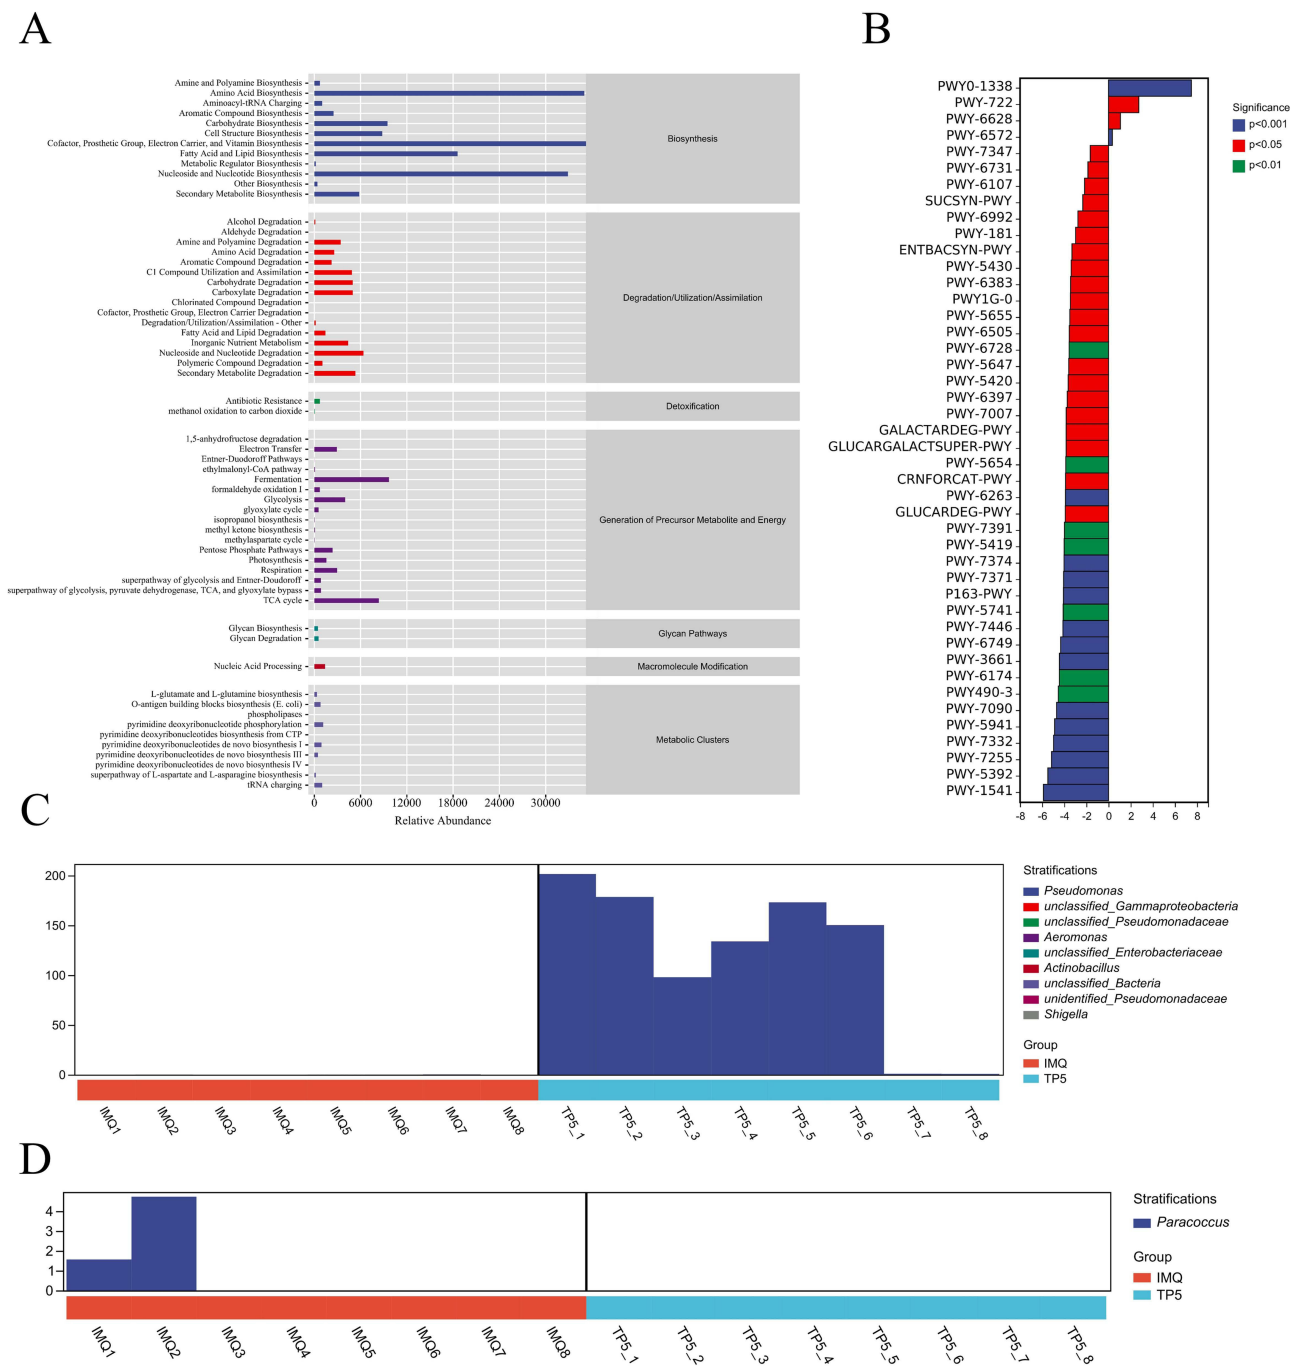 A
Amine and Polyamine Biosynthesis
Amino Acid Biosynthesis
Aminoacyl-tRNA Charging
Aromatic Compound Biosynthesis
Carbohydrate Biosynthesis
Cell Structure Biosynthesis
Cofactor, Prosthetic Group, Electron Carrier, and Vitamin Biosynthesis
Fatty Acid and Lipid Biosynthesis
Metabolic Regulator Biosynthesis
Nucleoside and Nucleotide Biosynthesis
Other Biosynthesis
Secondary Metabolite Biosynthesis
Biosynthesis
Alcohol Degradation
Aldehyde Degradation
Amine and Polyamine Degradation
Amino Acid Degradation
Aromatic Compound Degradation
C1 Compound Utilization and Assimilation
Carbohydrate Degradation
Carboxylate Degradation
Chlorinated Compound Degradation
Cofactor, Prosthetic Group, Electron Carrier Degradation
Degradation/Utilization/Assimilation - Other
Fatty Acid and Lipid Degradation
Inorganic Nutrient Metabolism
Nucleoside and Nucleotide Degradation
Polymeric Compound Degradation
Secondary Metabolite Degradation
Degradation/Utilization/Assimilation
Antibiotic Resistance
methanol oxidation to carbon dioxide
Detoxification
1,5-anhydrofructose degradation
Electron Transfer
Entner-Duodoroff Pathways
ethylmalonyl-CoA pathway
Fermentation
formaldehyde oxidation I
Glycolysis
glyoxylate cycle
isopropanol biosynthesis
methyl ketone biosynthesis
methylaspartate cycle
Pentose Phosphate Pathways
Photosynthesis
Respiration
superpathway of glycolysis and Entner-Doudoroff
superpathway of glycolysis, pyruvate dehydrogenase, TCA, and glyoxylate bypass
TCA cycle
Generation of Precursor Metabolite and Energy
Glycan Biosynthesis
Glycan Degradation
Glycan Pathways
Nucleic Acid Processing
Macromolecule Modification
L-glutamate and L-glutamine biosynthesis
O-antigen building blocks biosynthesis (E. coli)
phospholipases
pyrimidine deoxyribonucleotide phosphorylation
pyrimidine deoxyribonucleotides biosynthesis from CTP
pyrimidine deoxyribonucleotides de novo biosynthesis I
pyrimidine deoxyribonucleotides de novo biosynthesis III
pyrimidine deoxyribonucleotides de novo biosynthesis IV
superpathway of L-aspartate and L-asparagine biosynthesis
tRNA charging
Metabolic Clusters
0 6000 12000 18000 24000 30000
Relative Abundance
B
PWY0-1338
PWY-722
PWY-6628
PWY-6572
PWY-7347
PWY-6731
PWY-6107
SUCSYN-PWY
PWY-6992
PWY-181
ENTBACSYN-PWY
PWY-5430
PWY-6383
PWY1G-0
PWY-5655
PWY-6505
PWY-6728
PWY-5647
PWY-5420
PWY-6397
PWY-7007
GALACTARDEG-PWY
GLUCARGALACTSUPER-PWY
PWY-5654
CRNFORCAT-PWY
PWY-6263
GLUCARDEG-PWY
PWY-7391
PWY-5419
PWY-7374
PWY-7371
P163-PWY
PWY-5741
PWY-7446
PWY-6749
PWY-3661
PWY-6174
PWY490-3
PWY-7090
PWY-5941
PWY-7332
PWY-7255
PWY-5392
PWY-1541
-8 -6 -4 -2 0 2 4 6 8
Significance
p<0.001
p<0.05
p<0.01
C
200
150
100
50
0
IMQ1 IMQ2 IMQ3 IMQ4 IMQ5 IMQ6 IMQ7 IMQ8 TP5_1 TP5_2 TP5_3 TP5_4 TP5_5 TP5_6 TP5_7 TP5_8
Stratifications
Pseudomonas
unclassified_Gammaproteobacteria
unclassified_Pseudomonadaceae
Aeromonas
unclassified_Enterobacteriaceae
Actinobacillus
unclassified_Bacteria
unidentified_Pseudomonadaceae
Shigella
Group
IMQ
TP5
D
4
3
2
1
0
IMQ1 IMQ2 IMQ3 IMQ4 IMQ5 IMQ6 IMQ7 IMQ8 TP5_1 TP5_2 TP5_3 TP5_4 TP5_5 TP5_6 TP5_7 TP5_8
Stratifications
Paracoccus
Group
IMQ
TP5